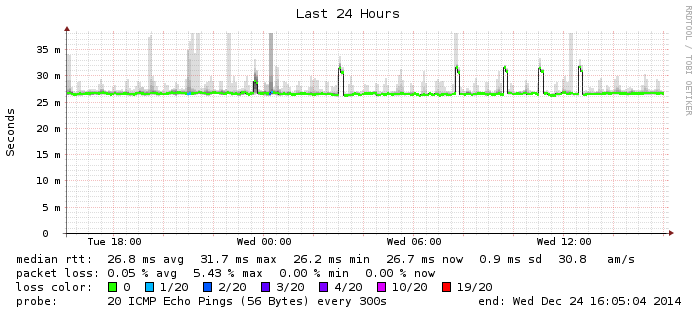 Last 24 Hours
RRDTOOL / TOBI OETIKER
Seconds
35 m
30 m
25 m
20 m
15 m
10 m
5 m
0
Tue 18:00 Wed 00:00 Wed 06:00 Wed 12:00
median rtt: 26.8 ms avg 31.7 ms max 26.2 ms min 26.7 ms now 0.9 ms sd 30.8 am/s
packet loss: 0.05 % avg 5.43 % max 0.00 % min 0.00 % now
loss color: 0 1/20 2/20 3/20 4/20 10/20 19/20
probe: 20 ICMP Echo Pings (56 Bytes) every 300s end: Wed Dec 24 16:05:04 2014